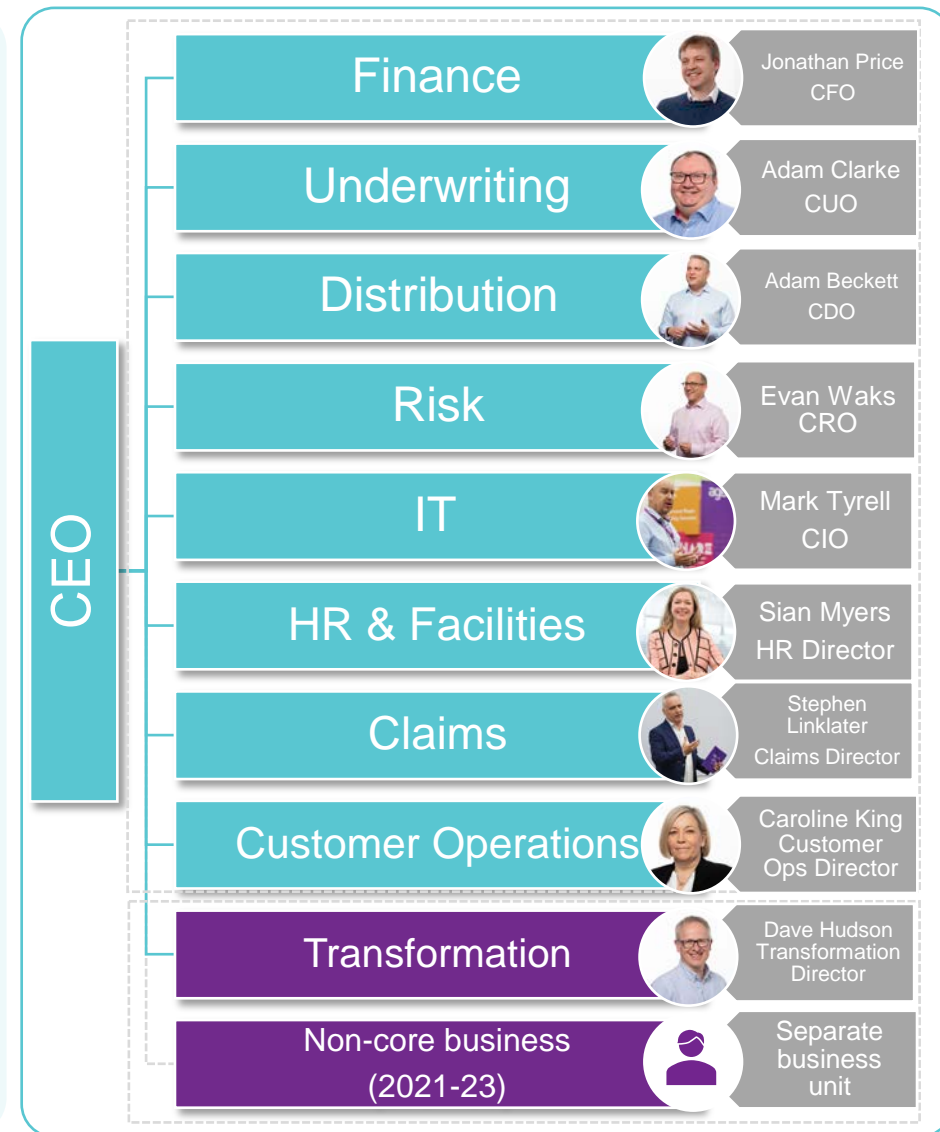 CEO
Finance
Jonathan Price
CFO
Underwriting
Adam Clarke
CUO
Distribution
Adam Beckett
CDO
Risk
Evan Waks
CRO
IT
Mark Tyrell
CIO
HR & Facilities
Sian Myers
HR Director
Claims
Stephen
Linklater
Claims Director
Customer Operations
Caroline King
Customer
Ops Director
Transformation
Dave Hudson
Transformation
Director
Non-core business
(2021-23)
Separate
business
unit